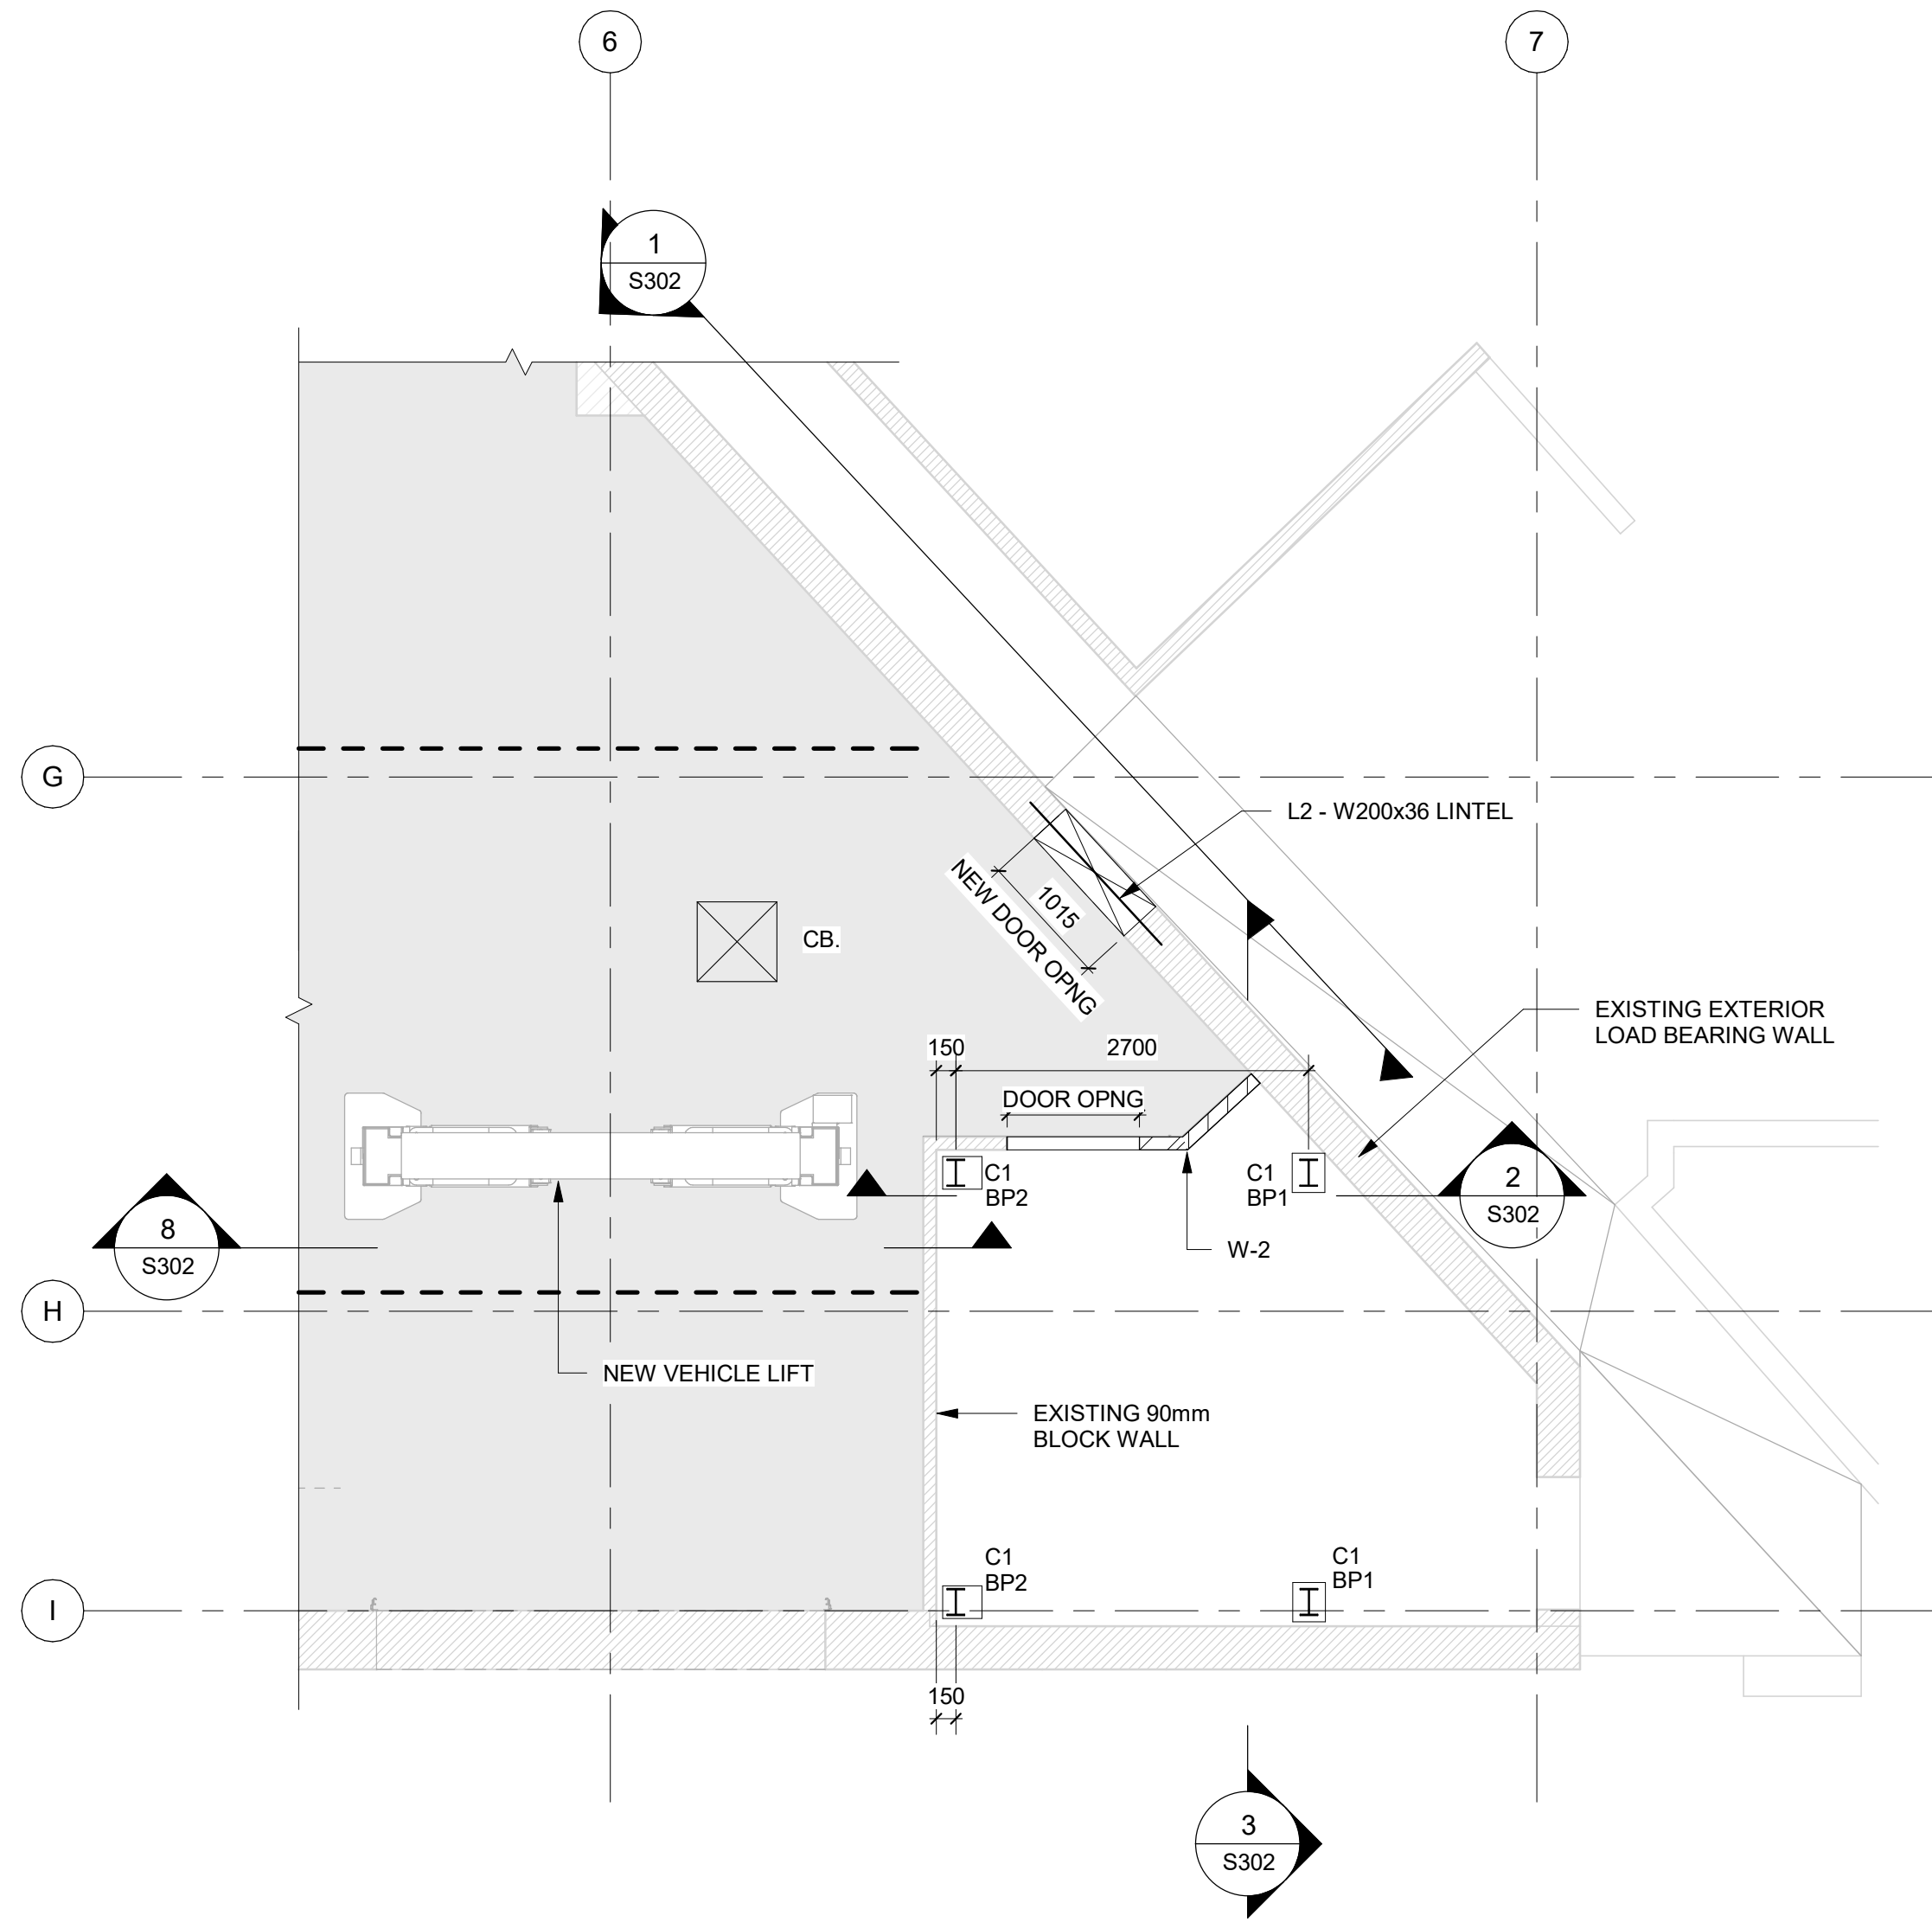 6
7
1
S302
G
L2 - W200x36 LINTEL
NEW DOOR OPNG
1015
CB.
EXISTING EXTERIOR
LOAD BEARING WALL
150
2700
DOOR OPNG
C1
BP2
C1
BP1
2
S302
8
S302
W-2
H
NEW VEHICLE LIFT
EXISTING 90mm
BLOCK WALL
C1
BP2
C1
BP1
I
150
3
S302